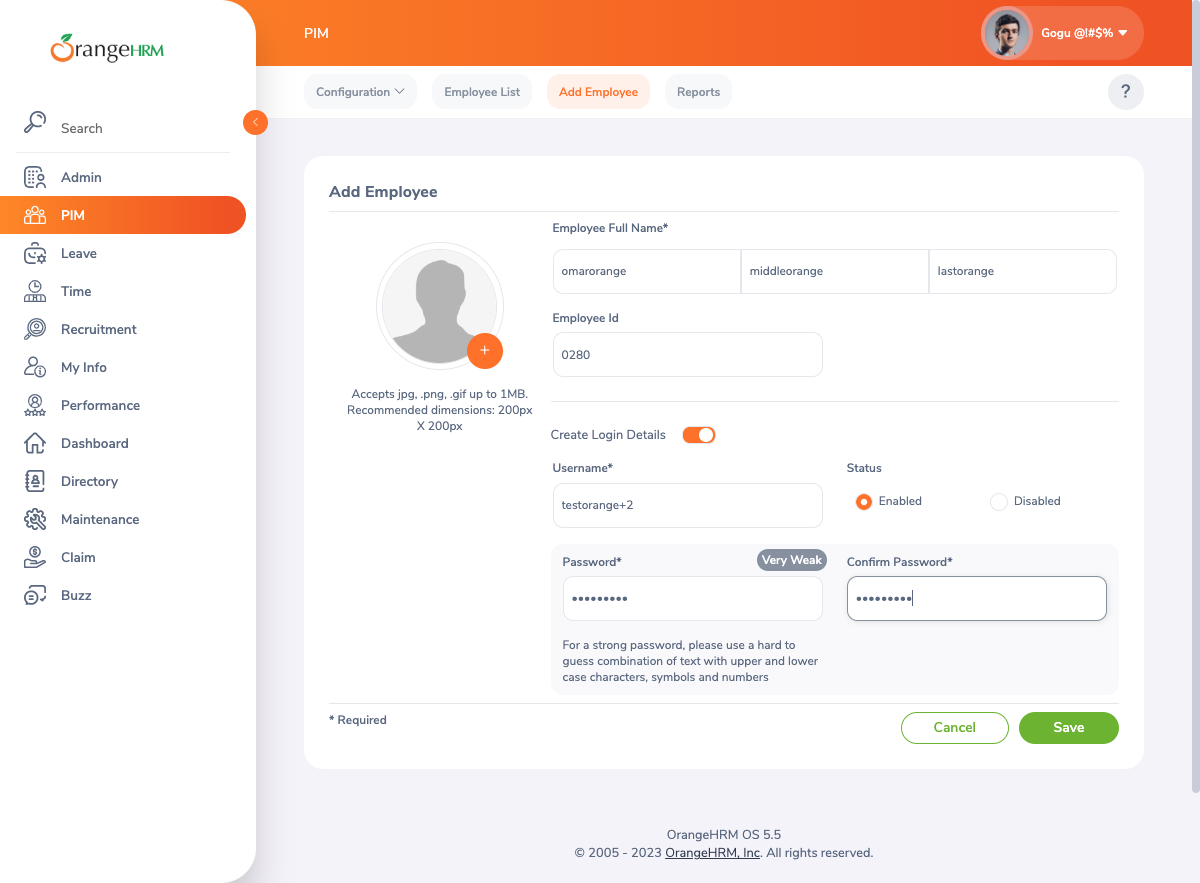 OrangeHRM
Search
Admin
PIM
Leave
Time
Recruitment
My Info
Performance
Dashboard
Directory
Maintenance
Claim
Buzz
PIM
Gogu @!#$%
Configuration
Employee List
Add Employee
Reports
?
Add Employee
Employee Full Name*
omarorange
middleorange
lastorange
Employee Id
0280
+
Accepts jpg, .png, .gif up to 1MB.
Recommended dimensions: 200px
X 200px
Create Login Details
Username*
testorange+2
Status
Enabled
Disabled
Password*
Very Weak
•••••••••
Confirm Password*
•••••••••
For a strong password, please use a hard to
guess combination of text with upper and lower
case characters, symbols and numbers
* Required
Cancel
Save
OrangeHRM OS 5.5
© 2005 - 2023 OrangeHRM, Inc. All rights reserved.